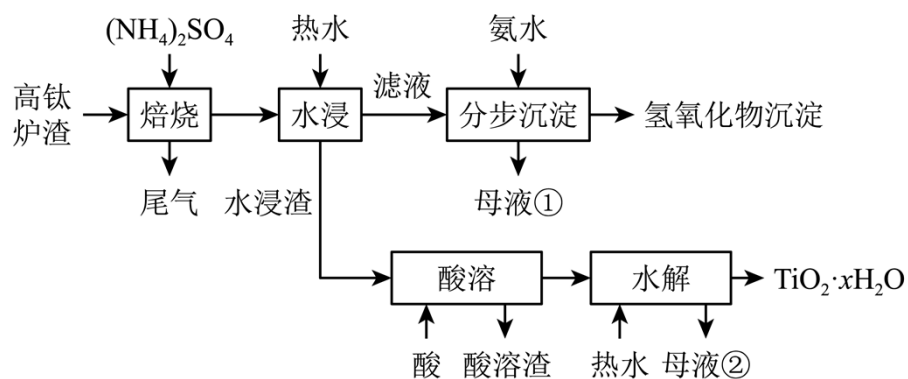 (NH₄)₂SO₄
热水
氨水
高钛
炉渣
焙烧
水浸
滤液
分步沉淀
氢氧化物沉淀
尾气
水浸渣
母液①
酸溶
水解
TiO₂·xH₂O
酸
酸溶渣
热水
母液②